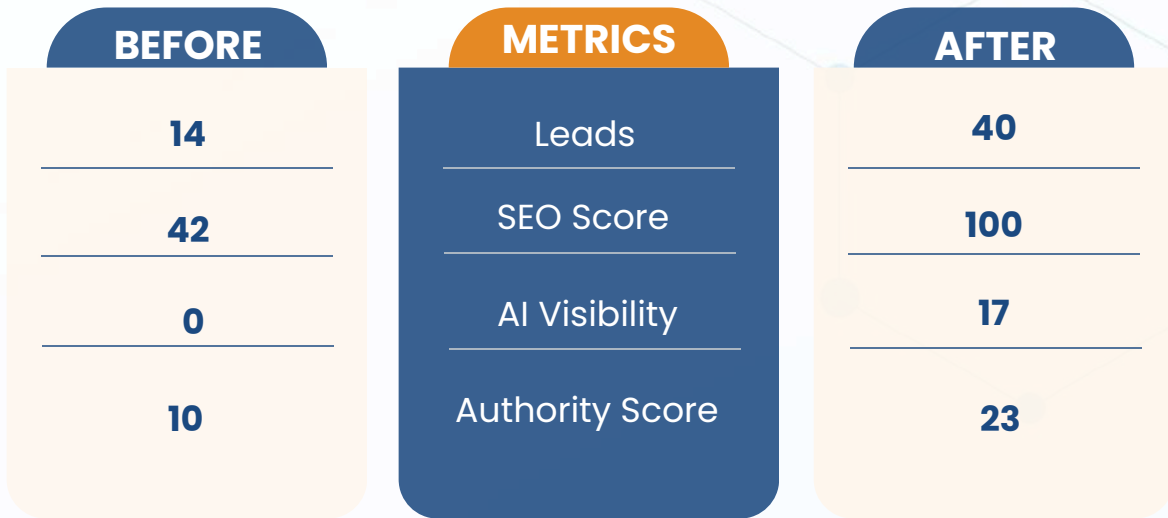 BEFORE METRICS AFTER
14 Leads 40
42 SEO Score 100
0 AI Visibility 17
10 Authority Score 23